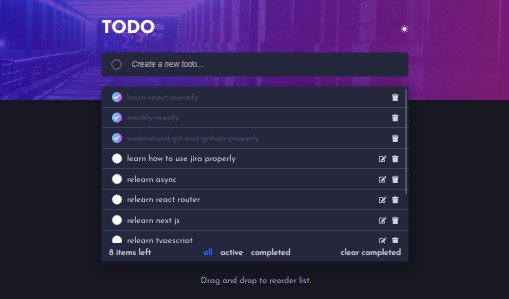 TODO
Create a new todo...
learn react toastify
modify mapty
understand git and github properly
learn how to use jira properly
relearn async
relearn react router
relearn next js
relearn typescript
8 items left all active completed clear completed
Drag and drop to reorder list